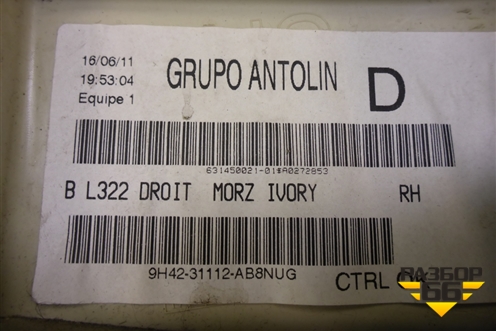 16/06/11
19:53:04
Equipe 1
GRUPO ANTOLIN
D
631450021-01#A0272853
B L322 DROIT MORZ IVORY RH
9H42-31112-AB8NUG
CTRL
РАЗБОР
66